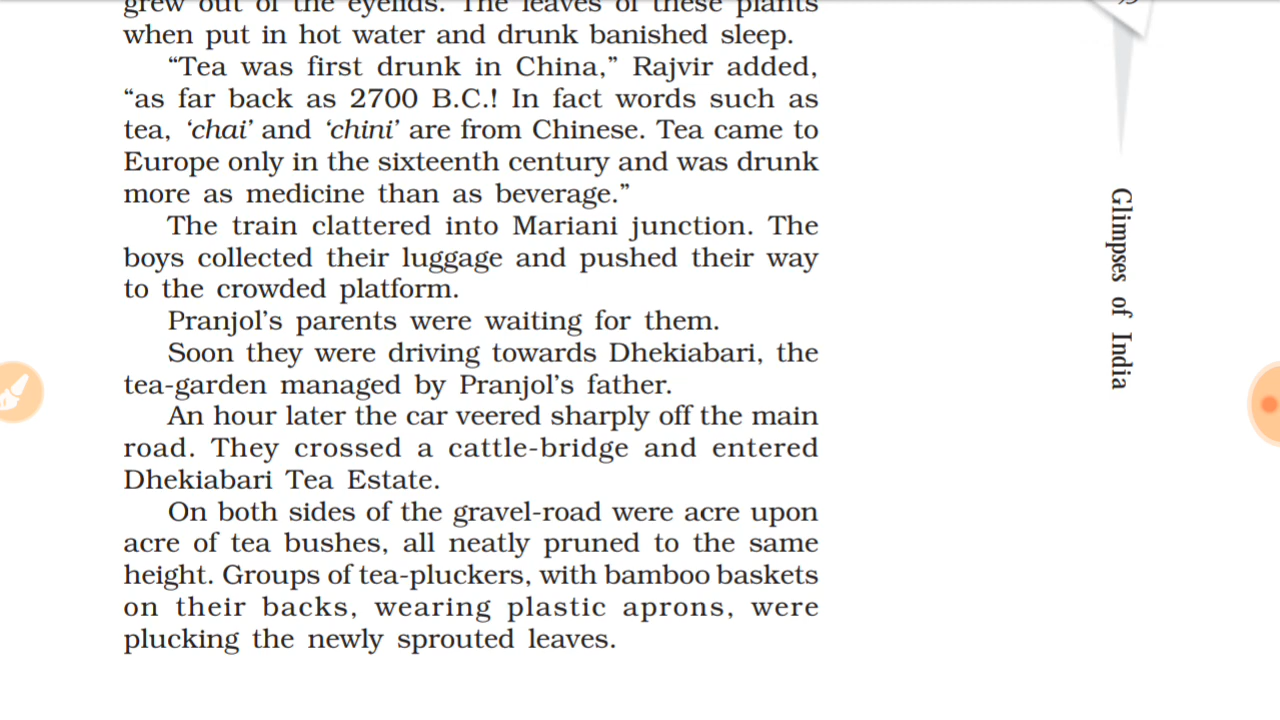 grew out of the eyelids. The leaves of these plants
when put in hot water and drunk banished sleep.
“Tea was first drunk in China,” Rajvir added,
“as far back as 2700 B.C.! In fact words such as
tea, ‘chai’ and ‘chini’ are from Chinese. Tea came to
Europe only in the sixteenth century and was drunk
more as medicine than as beverage.”
The train clattered into Mariani junction. The
boys collected their luggage and pushed their way
to the crowded platform.
Pranjol’s parents were waiting for them.
Soon they were driving towards Dhekiabari, the
tea-garden managed by Pranjol’s father.
An hour later the car veered sharply off the main
road. They crossed a cattle-bridge and entered
Dhekiabari Tea Estate.
On both sides of the gravel-road were acre upon
acre of tea bushes, all neatly pruned to the same
height. Groups of tea-pluckers, with bamboo baskets
on their backs, wearing plastic aprons, were
plucking the newly sprouted leaves.
Glimpses of India